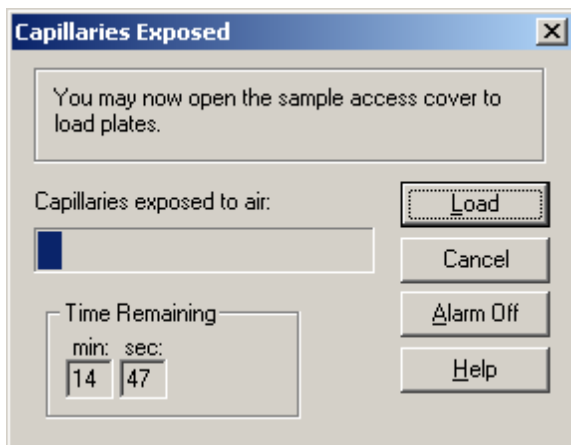 Capillaries Exposed
You may now open the sample access cover to
load plates.
Capillaries exposed to air:
Load
Cancel
Alarm Off
Help
Time Remaining
min: sec:
14 47